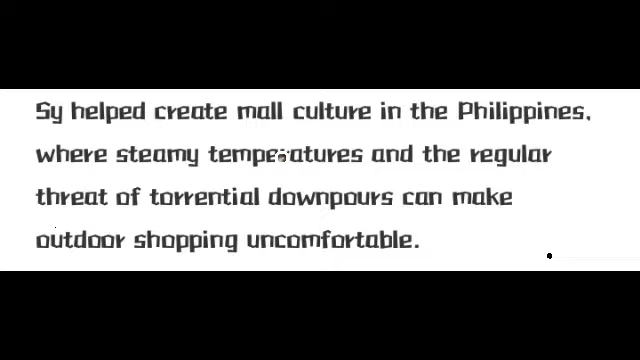 Sy helped create mall culture in the Philippines,
where steamy temperatures and the regular
threat of torrential downpours can make
outdoor shopping uncomfortable.